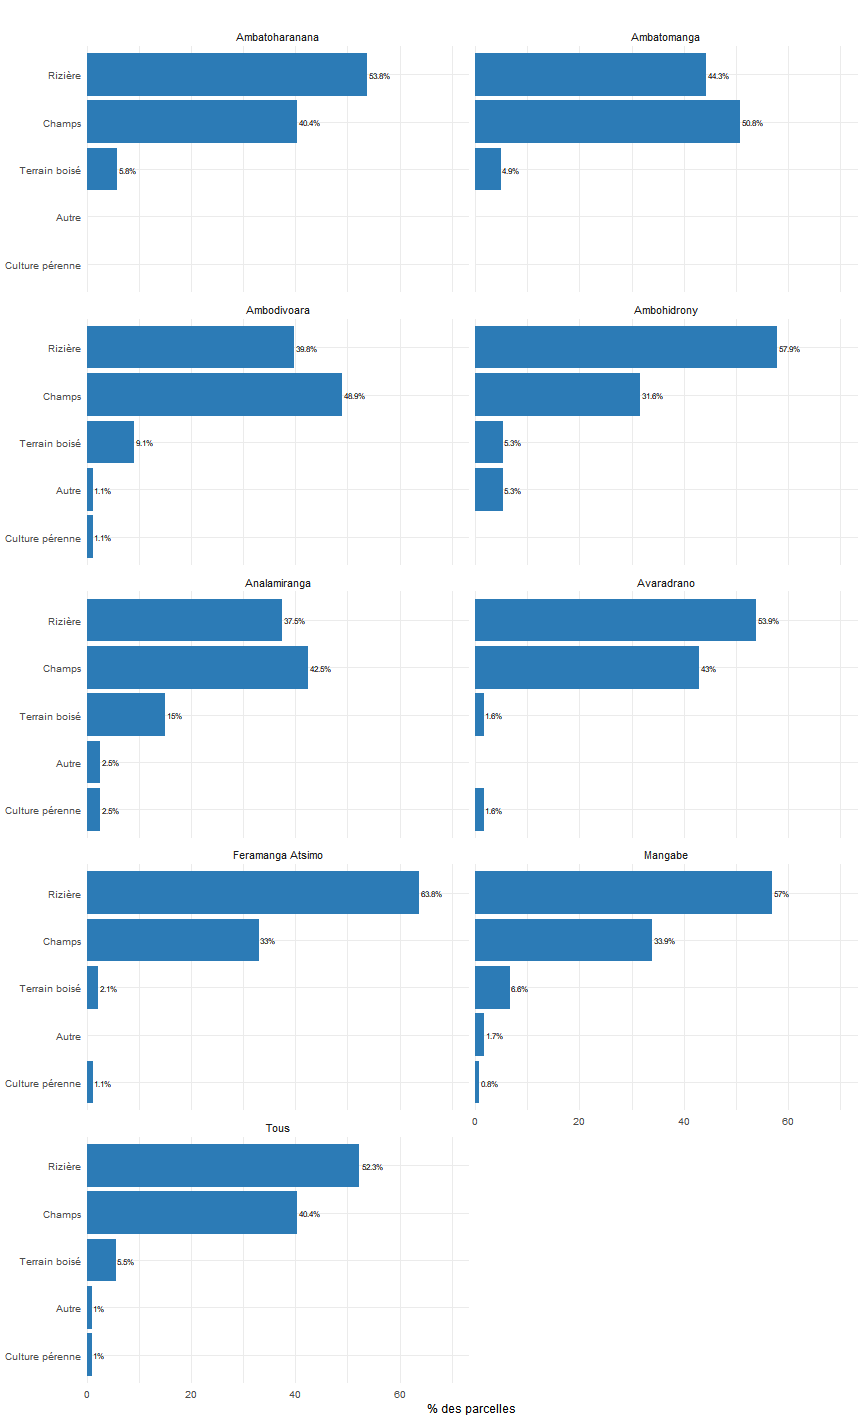 Ambatoharanana
Rizière 53.8%
Champs 40.4%
Terrain boisé 5.8%
Autre
Culture pérenne
Ambatomanga
44.3%
50.8%
4.9%
Ambodivoara
Rizière 39.8%
Champs 48.9%
Terrain boisé 9.1%
Autre 1.1%
Culture pérenne 1.1%
Ambohidrony
57.9%
31.6%
5.3%
5.3%
Analamiranga
Rizière 37.5%
Champs 42.5%
Terrain boisé 15%
Autre 2.5%
Culture pérenne 2.5%
Avaradrano
53.9%
43%
1.6%
1.6%
Feramanga Atsimo
Rizière 63.8%
Champs 33%
Terrain boisé 2.1%
Autre
Culture pérenne 1.1%
Mangabe
57%
33.9%
6.6%
1.7%
0.8%
0 20 40 60
Tous
Rizière 52.3%
Champs 40.4%
Terrain boisé 5.5%
Autre 1%
Culture pérenne 1%
0 20 40 60
% des parcelles